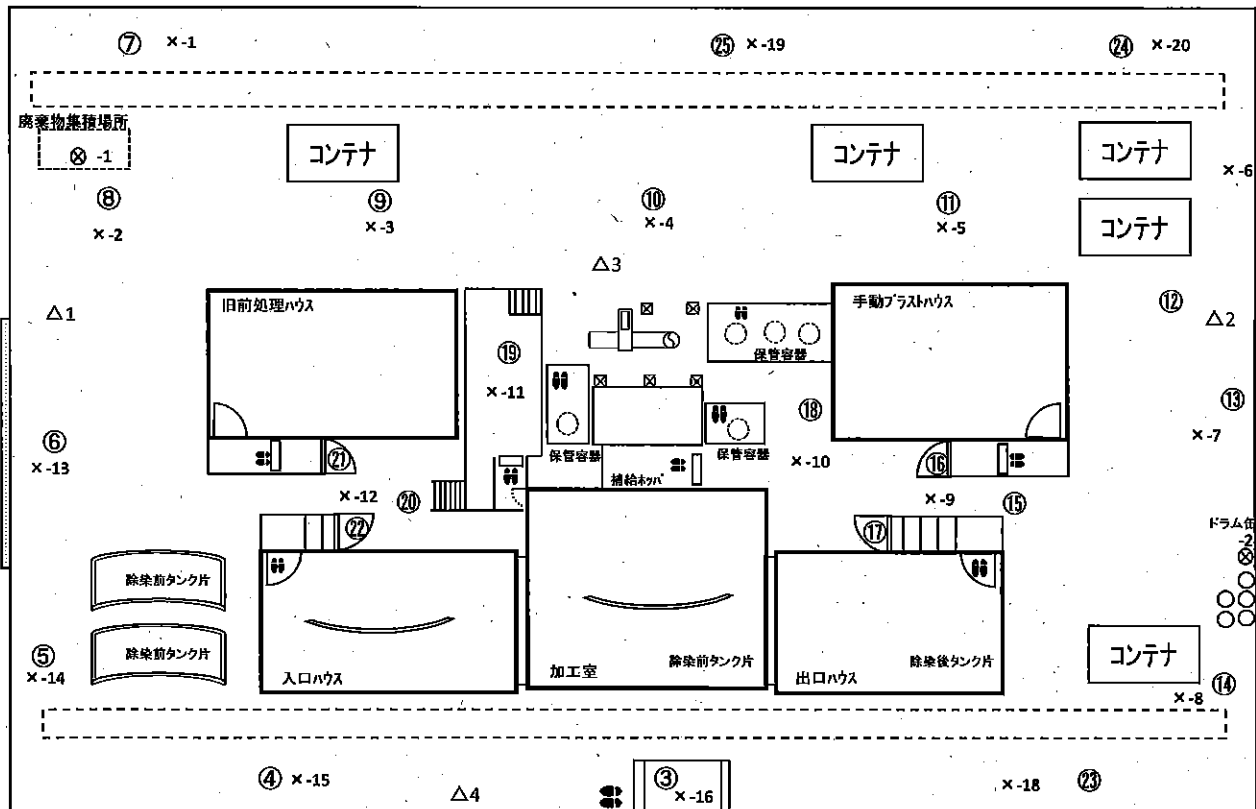 ⑦ ×-1 ㉕ ×-19 ㉔ ×-20
廃棄物集積場所
⊗ -1
コンテナ
コンテナ
コンテナ
×-6
⑧
×-2
⑨
×-3
⑩
×-4
⑪
×-5
コンテナ
△3
△1
旧前処理ハウス
手動ブラストハウス
⑫
△2
⑲
×-11
保管容器
⑱
⑬
×-7
⑥
×-13
㉑
保管容器
補給ホッパ
保管容器
×-10
⑯
×-12
⑳
×-9
⑮
㉒
⑰
ドラム缶
-2
⊗
除染前タンク片
除染前タンク片
入口ハウス
加工室
除染前タンク片
出口ハウス
除染後タンク片
コンテナ
⑤
×-14
⑭
×-8
④ ×-15
△4
③
×-16
×-18 ㉓